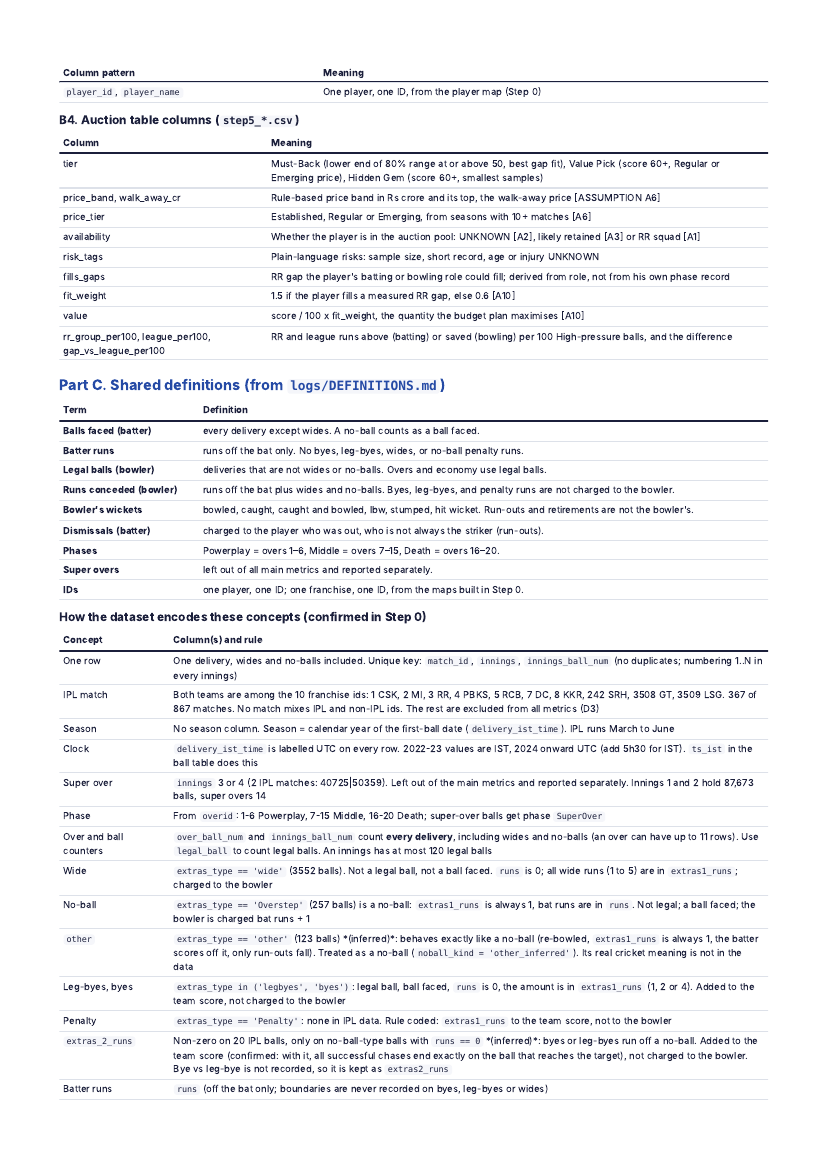 Column pattern Meaning
player_id, player_name One player, one ID, from the player map (Step 0)
B4. Auction table columns ( step5_*.csv )
Column Meaning
tier Must-Back (lower end of 80% range at or above 50, best gap fit), Value Pick (score 60+, Regular or
Emerging price), Hidden Gem (score 60+, smallest samples)
price_band, walk_away_cr Rule-based price band in Rs crore and its top, the walk-away price [ASSUMPTION A6]
price_tier Established, Regular or Emerging, from seasons with 10+ matches [A6]
availability Whether the player is in the auction pool: UNKNOWN [A2], likely retained [A3] or RR squad [A1]
risk_tags Plain-language risks: sample size, short record, age or injury UNKNOWN
fills_gaps RR gap the player's batting or bowling role could fill; derived from role, not from his own phase record
fit_weight 1.5 if the player fills a measured RR gap, else 0.6 [A10]
value score / 100 x fit_weight, the quantity the budget plan maximises [A10]
rr_group_per100, league_per100, RR and league runs above (batting) or saved (bowling) per 100 High-pressure balls, and the difference
gap_vs_league_per100
Part C. Shared definitions (from logs/DEFINITIONS.md )
Term Definition
Balls faced (batter) every delivery except wides. A no-ball counts as a ball faced.
Batter runs runs off the bat only. No byes, leg-byes, wides, or no-ball penalty runs.
Legal balls (bowler) deliveries that are not wides or no-balls. Overs and economy use legal balls.
Runs conceded (bowler) runs off the bat plus wides and no-balls. Byes, leg-byes, and penalty runs are not charged to the bowler.
Bowler's wickets bowled, caught, caught and bowled, lbw, stumped, hit wicket. Run-outs and retirements are not the bowler's.
Dismissals (batter) charged to the player who was out, who is not always the striker (run-outs).
Phases Powerplay = overs 1–6, Middle = overs 7–15, Death = overs 16–20.
Super overs left out of all main metrics and reported separately.
IDs one player, one ID; one franchise, one ID, from the maps built in Step 0.
How the dataset encodes these concepts (confirmed in Step 0)
Concept Column(s) and rule
One row One delivery, wides and no-balls included. Unique key: match_id, innings, innings_ball_num (no duplicates; numbering 1..N in
every innings)
IPL match Both teams are among the 10 franchise ids: 1 CSK, 2 MI, 3 RR, 4 PBKS, 5 RCB, 7 DC, 8 KKR, 242 SRH, 3508 GT, 3509 LSG. 367 of
867 matches. No match mixes IPL and non-IPL ids. The rest are excluded from all metrics (D3)
Season No season column. Season = calendar year of the first-ball date ( delivery_ist_time ). IPL runs March to June
Clock delivery_ist_time is labelled UTC on every row. 2022-23 values are IST, 2024 onward UTC (add 5h30 for IST). ts_ist in the
ball table does this
Super over innings 3 or 4 (2 IPL matches: 40725|50359). Left out of the main metrics and reported separately. Innings 1 and 2 hold 87,673
balls, super overs 14
Phase From overid : 1-6 Powerplay, 7-15 Middle, 16-20 Death; super-over balls get phase SuperOver
Over and ball over_ball_num and innings_ball_num count every delivery, including wides and no-balls (an over can have up to 11 rows). Use
counters legal_ball to count legal balls. An innings has at most 120 legal balls
Wide extras_type == 'wide' (3552 balls). Not a legal ball, not a ball faced. runs is 0; all wide runs (1 to 5) are in extras1_runs ;
charged to the bowler
No-ball extras_type == 'Overstep' (257 balls) is a no-ball: extras1_runs is always 1, bat runs are in runs . Not legal; a ball faced; the
bowler is charged bat runs + 1
other extras_type == 'other' (123 balls) *(inferred)*: behaves exactly like a no-ball (re-bowled, extras1_runs is always 1, the batter
scores off it, only run-outs fall). Treated as a no-ball ( noball_kind = 'other_inferred' ). Its real cricket meaning is not in the
data
Leg-byes, byes extras_type in ('legbyes', 'byes') : legal ball, ball faced, runs is 0, the amount is in extras1_runs (1, 2 or 4). Added to the
team score, not charged to the bowler
Penalty extras_type == 'Penalty' : none in IPL data. Rule coded: extras1_runs to the team score, not to the bowler
extras_2_runs Non-zero on 20 IPL balls, only on no-ball-type balls with runs == 0 *(inferred)*: byes or leg-byes run off a no-ball. Added to the
team score (confirmed: with it, all successful chases end exactly on the ball that reaches the target), not charged to the bowler.
Bye vs leg-bye is not recorded, so it is kept as extras2_runs
Batter runs runs (off the bat only; boundaries are never recorded on byes, leg-byes or wides)